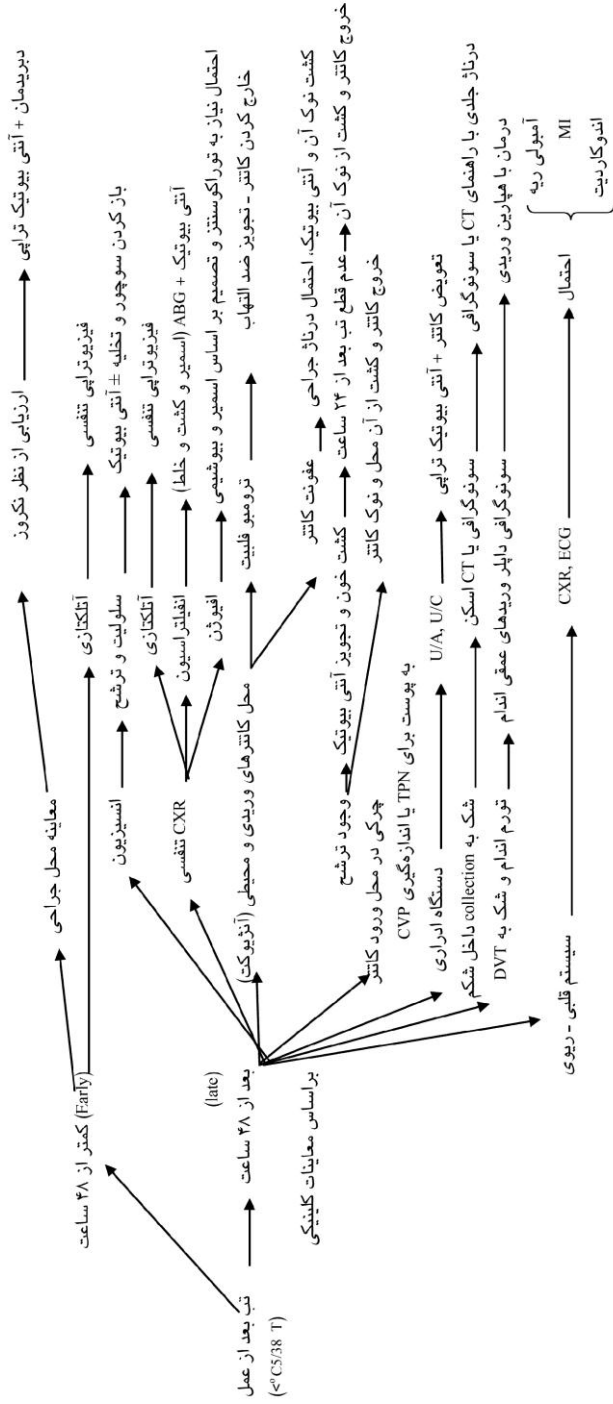 تب بعد از عمل
(<°C5/38 T)
کمتر از ۴۸ ساعت (Early)
معاینه محل جراحی
ارزیابی از نظر نکروز
دبریدمان + آنتی بیوتیک تراپی
آتلکتازی
فیزیوتراپی تنفسی
بعد از ۴۸ ساعت
(late)
براساس معاینات کلینیکی
انسیزیون
سلولیت و ترشح
باز کردن سوچور و تخلیه ± آنتی بیوتیک
تنفسی CXR
آتلکتازی
فیزیوتراپی تنفسی
انفیلتراسیون
آنتی بیوتیک + ABG (اسمیر و کشت و خلط)
افیوژن
احتمال نیاز به توراکوسنتز و تصمیم بر اساس اسمیر و بیوشیمی
محل کاتترهای وریدی و محیطی (آنژیوکت)
ترومبو فلبیت
خارج کردن کاتتر - تجویز ضد التهاب
عفونت کاتتر
کشت نوک آن و آنتی بیوتیک، احتمال درناژ جراحی
وجود ترشح
چرکی در محل ورود کاتتر
به پوست برای TPN یا اندازه‌گیری CVP
کشت خون و تجویز آنتی بیوتیک
عدم قطع تب بعد از ۲۴ ساعت
خروج کاتتر و کشت از نوک آن
خروج کاتتر و کشت از آن محل و نوک کاتتر
دستگاه ادراری
U/A, U/C
تعویض کاتتر + آنتی بیوتیک تراپی
شک به collection داخل شکم
سونوگرافی یا CT اسکن
درناژ جلدی با راهنمای CT یا سونوگرافی
تورم اندام و شک به DVT
سونوگرافی داپلر وریدهای عمقی اندام
درمان با هپارین وریدی
سیستم قلبی - ریوی
CXR, ECG
احتمال
آمبولی ریه
MI
اندوکاردیت